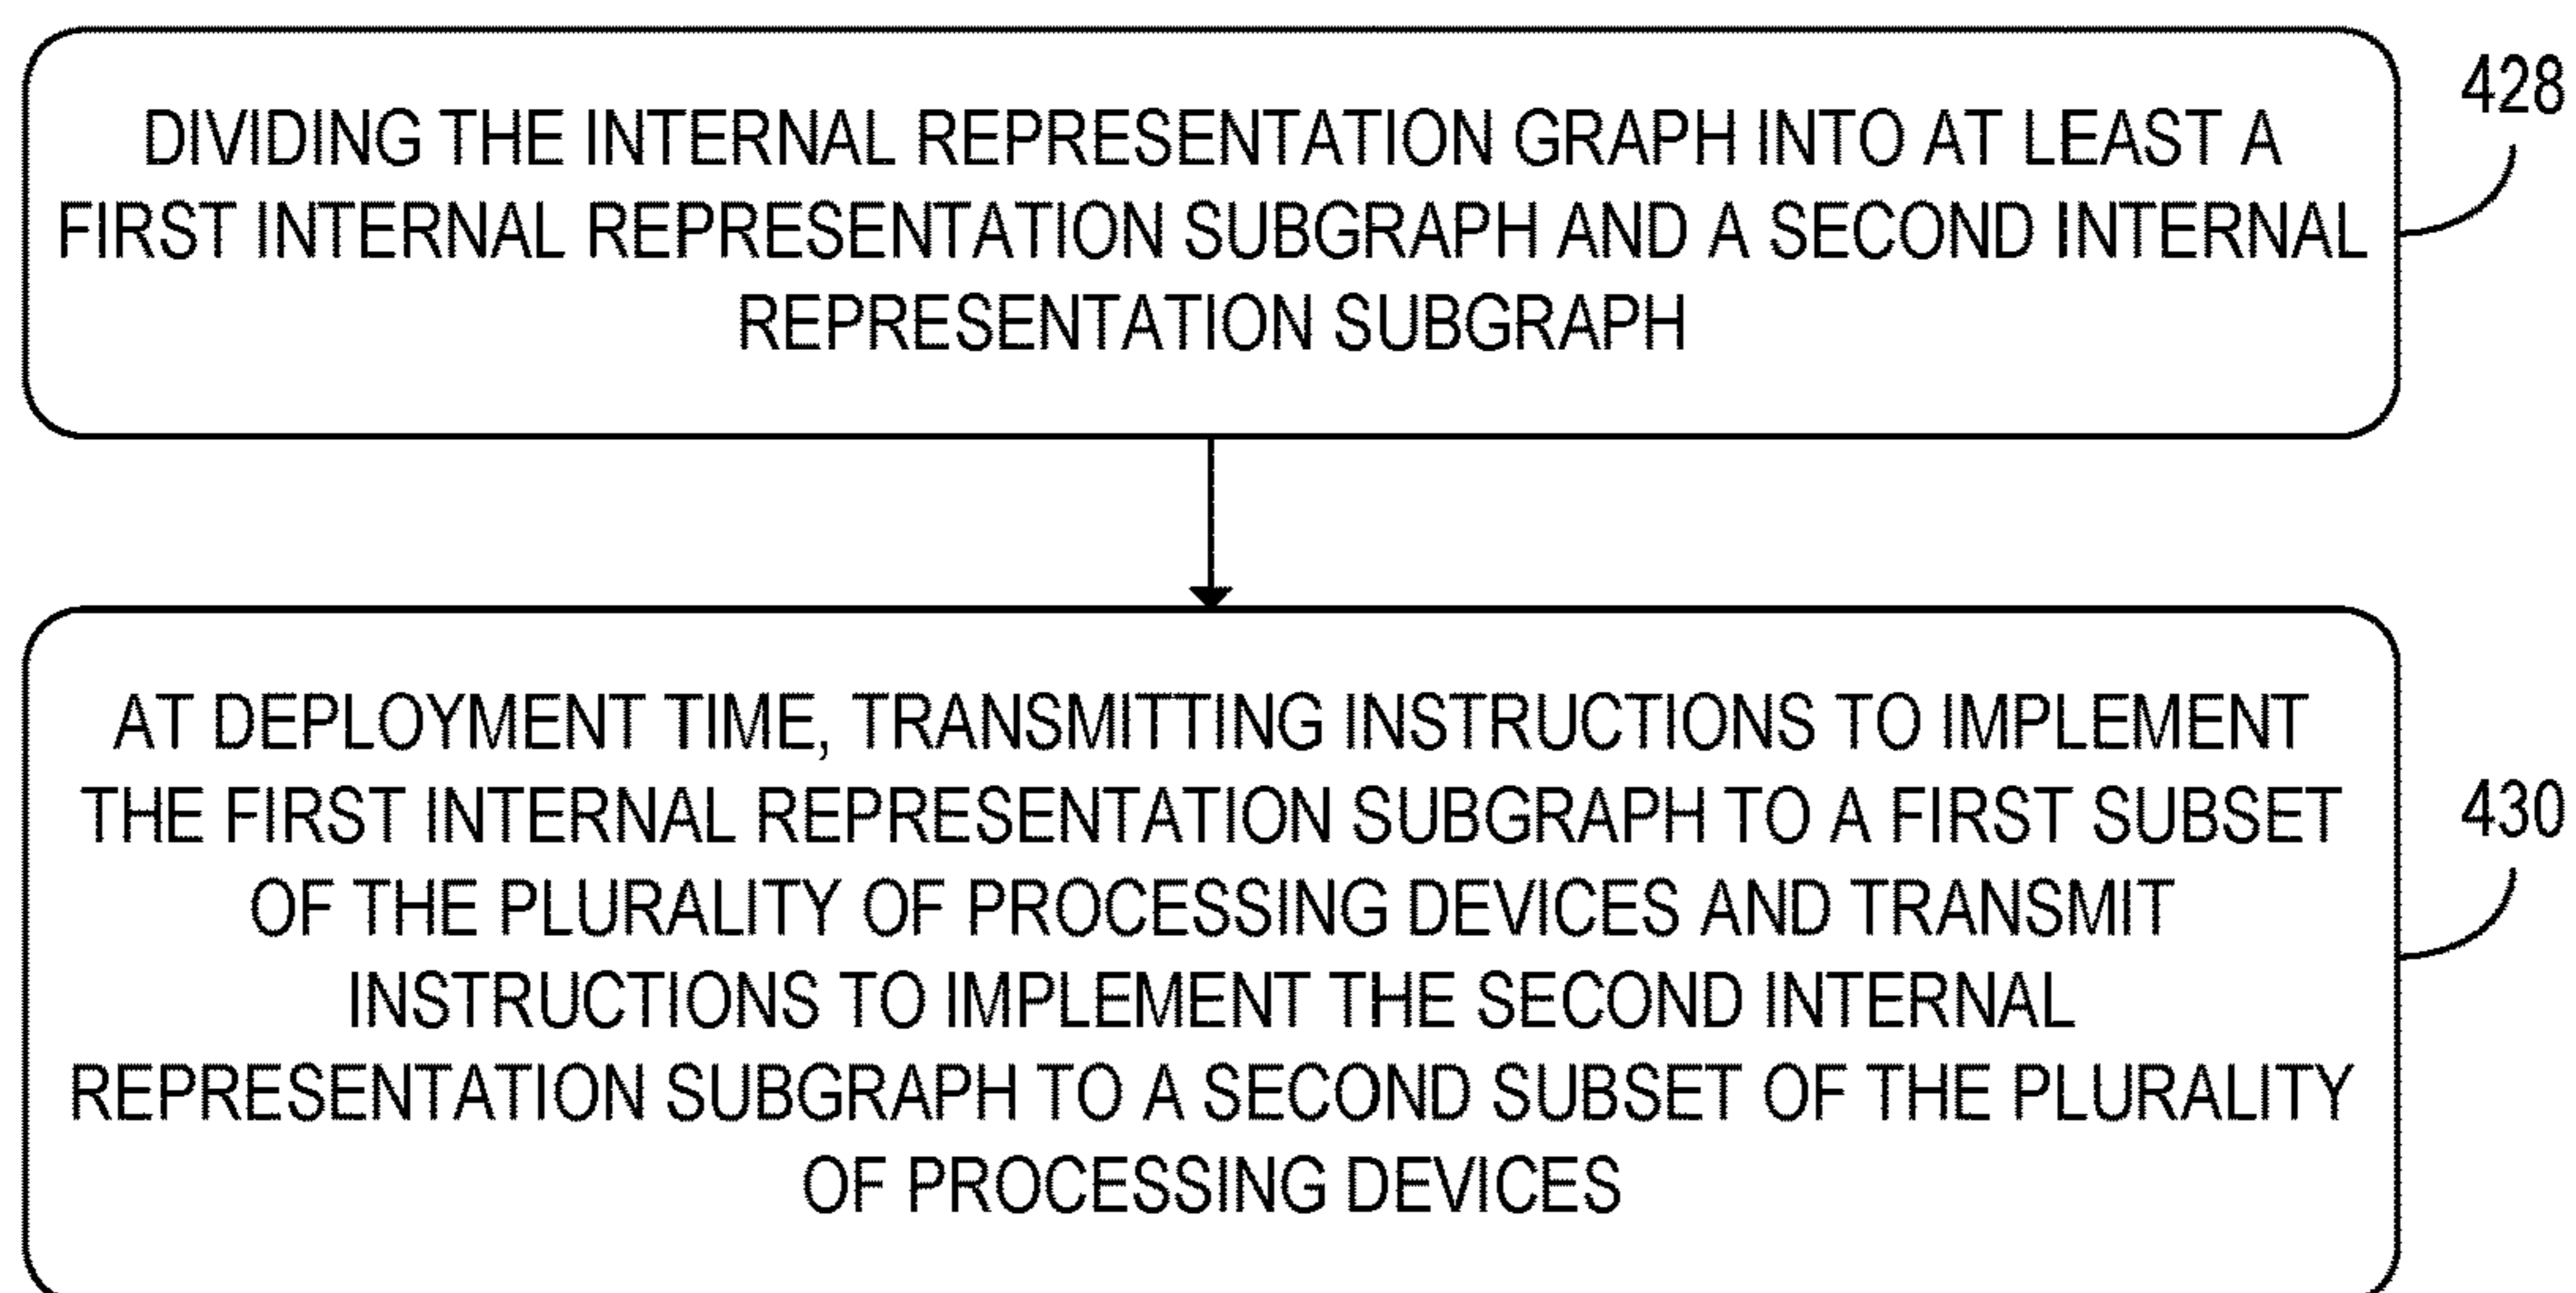 DIVIDING THE INTERNAL REPRESENTATION GRAPH INTO AT LEAST A
FIRST INTERNAL REPRESENTATION SUBGRAPH AND A SECOND INTERNAL
REPRESENTATION SUBGRAPH
428
AT DEPLOYMENT TIME, TRANSMITTING INSTRUCTIONS TO IMPLEMENT
THE FIRST INTERNAL REPRESENTATION SUBGRAPH TO A FIRST SUBSET
OF THE PLURALITY OF PROCESSING DEVICES AND TRANSMIT
INSTRUCTIONS TO IMPLEMENT THE SECOND INTERNAL
REPRESENTATION SUBGRAPH TO A SECOND SUBSET OF THE PLURALITY
OF PROCESSING DEVICES
430